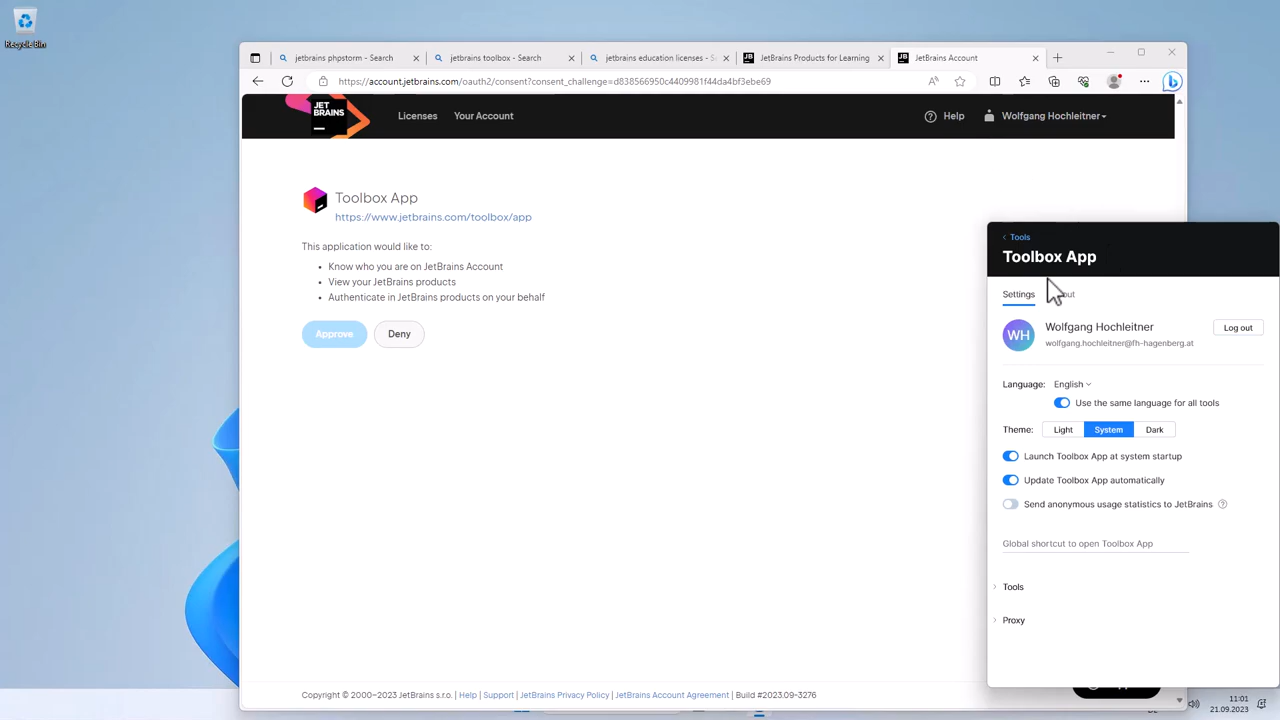 Recycle Bin
jetbrains phpstorm - Search
jetbrains toolbox - Search
jetbrains education licenses - S
JetBrains Products for Learning
JetBrains Account
https://account.jetbrains.com/oauth2/consent?consent_challenge=d838566950c4409981f44da4bf3ebe69
JET
BRAINS
Licenses
Your Account
Help
Wolfgang Hochleitner
Toolbox App
https://www.jetbrains.com/toolbox/app
This application would like to:
• Know who you are on JetBrains Account
• View your JetBrains products
• Authenticate in JetBrains products on your behalf
Approve
Deny
Tools
Toolbox App
Settings
WH
Wolfgang Hochleitner
wolfgang.hochleitner@fh-hagenberg.at
Log out
Language: English
Use the same language for all tools
Theme: Light System Dark
Launch Toolbox App at system startup
Update Toolbox App automatically
Send anonymous usage statistics to JetBrains
Global shortcut to open Toolbox App
Tools
Proxy
Copyright © 2000–2023 JetBrains s.r.o. | Help | Support | JetBrains Privacy Policy | JetBrains Account Agreement | Build #2023.09-3276
11:01
21.09.2023